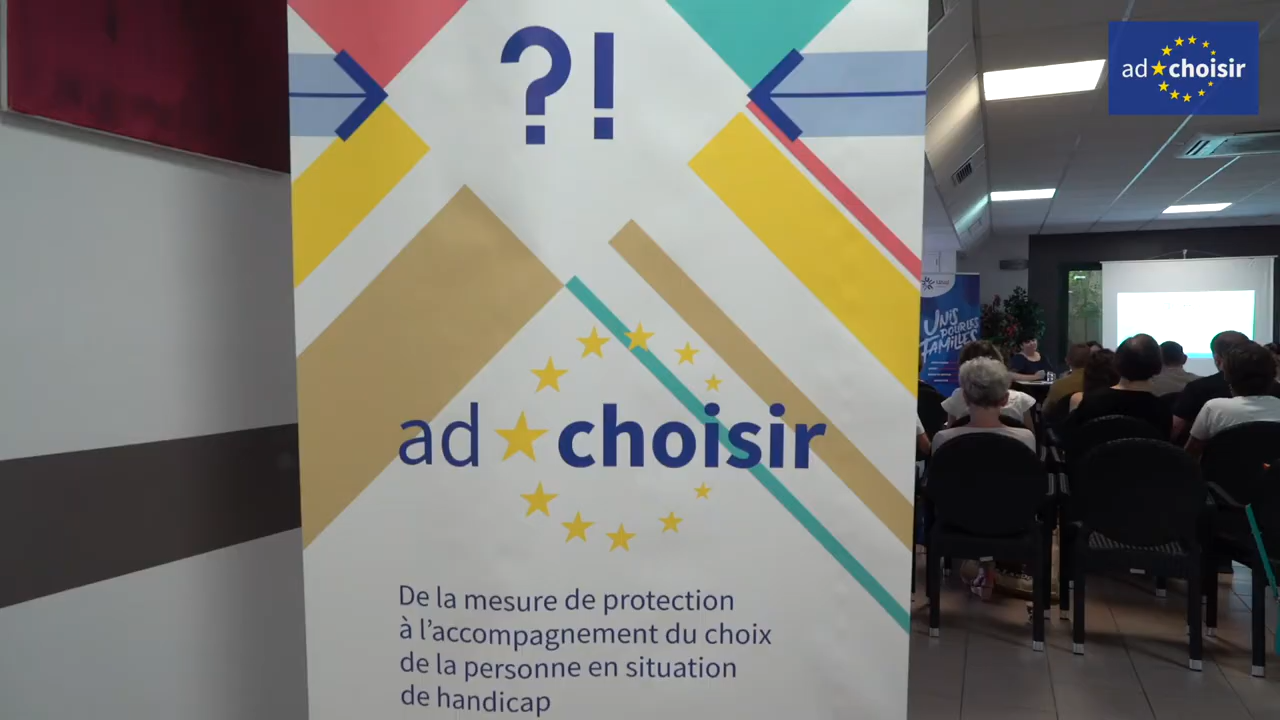 ?!
ad choisir
ad choisir
UNIS
POUR LES
FAMILLES
De la mesure de protection
à l'accompagnement du choix
de la personne en situation
de handicap